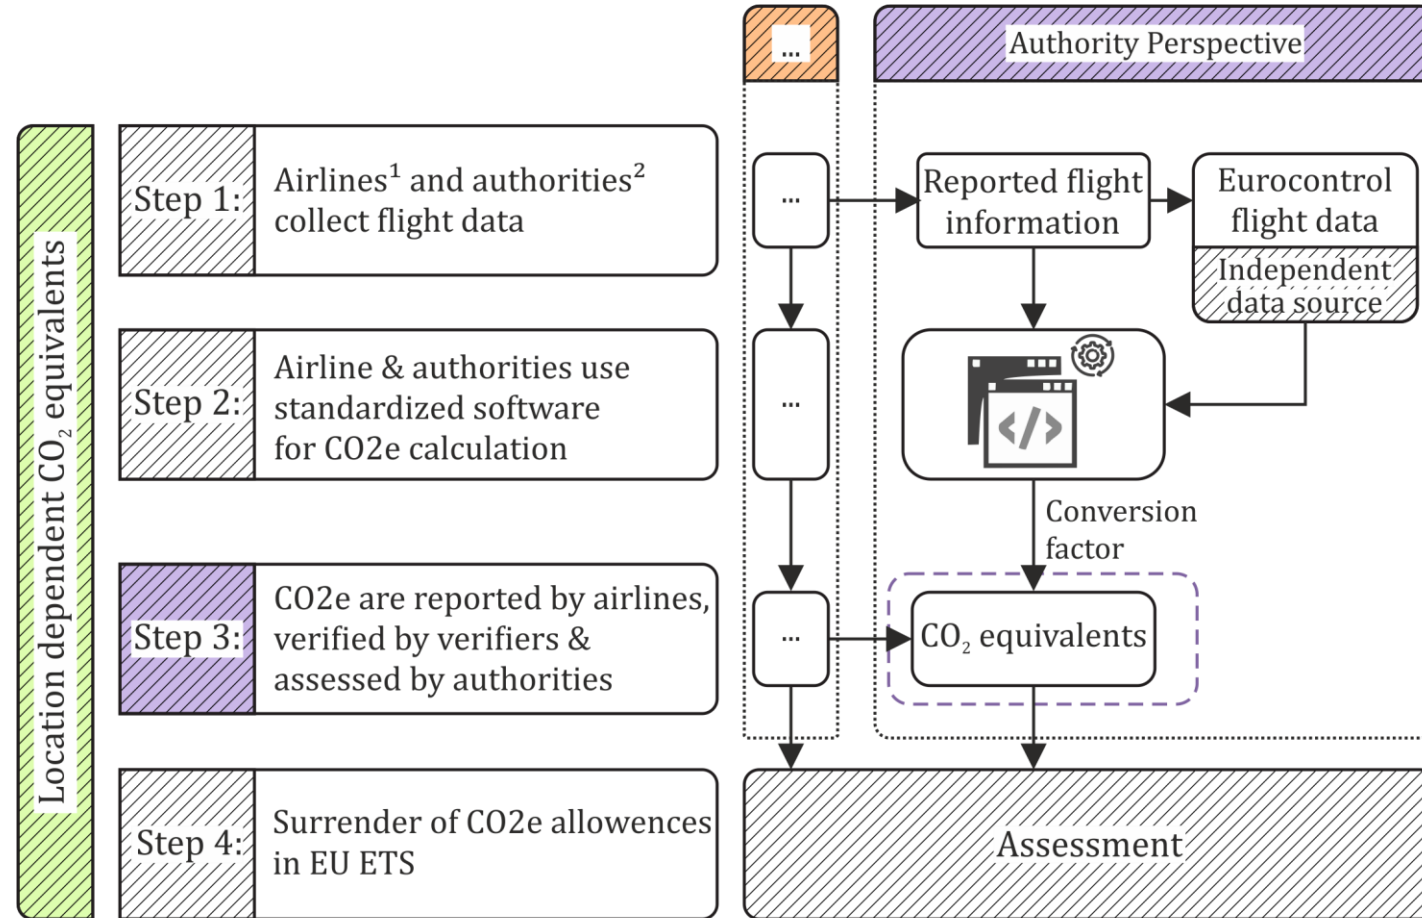 ...
Authority Perspective
Location dependent CO₂ equivalents
Step 1:
Airlines¹ and authorities²
collect flight data
...
Reported flight
information
Eurocontrol
flight data
Independent
data source
Step 2:
Airline & authorities use
standardized software
for CO2e calculation
...
</>
Conversion
factor
Step 3:
CO2e are reported by airlines,
verified by verifiers &
assessed by authorities
...
CO₂ equivalents
Step 4:
Surrender of CO2e allowences
in EU ETS
Assessment